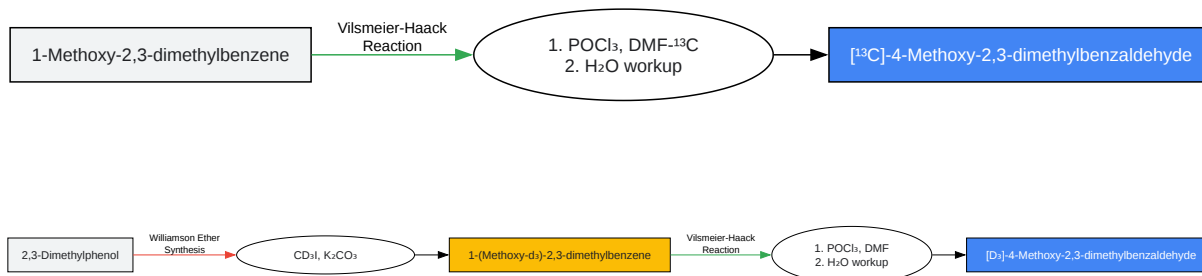 Vilsmeier-Haack
Reaction
1-Methoxy-2,3-dimethylbenzene
1. POCl₃, DMF-¹³C
2. H₂O workup
[¹³C]-4-Methoxy-2,3-dimethylbenzaldehyde
Williamson Ether
Synthesis
2,3-Dimethylphenol
CD₃I, K₂CO₃
1-(Methoxy-d₃)-2,3-dimethylbenzene
Vilsmeier-Haack
Reaction
1. POCl₃, DMF
2. H₂O workup
[D₃]-4-Methoxy-2,3-dimethylbenzaldehyde